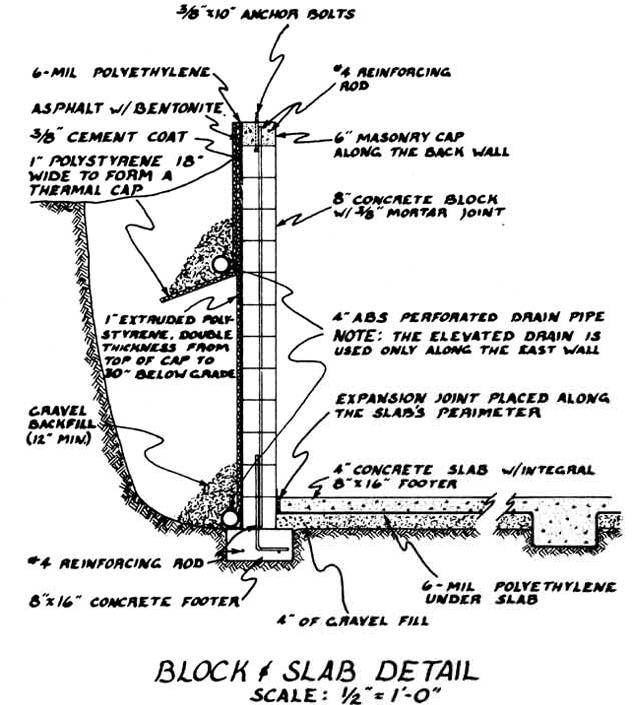 3/8"x10" ANCHOR BOLTS
6-MIL POLYETHYLENE
ASPHALT W/ BENTONITE
3/8" CEMENT COAT
1" POLYSTYRENE 18"
WIDE TO FORM A
THERMAL CAP
#4 REINFORCING
ROD
6" MASONRY CAP
ALONG THE BACK WALL
8" CONCRETE BLOCK
W/ 3/8" MORTAR JOINT
1" EXTRUDED POLY-
STYRENE, DOUBLE
THICKNESS FROM
TOP OF CAP TO
30" BELOW GRADE
4" ABS PERFORATED DRAIN PIPE
NOTE: THE ELEVATED DRAIN IS
USED ONLY ALONG THE EAST WALL
GRAVEL
BACKFILL
(12" MIN.)
EXPANSION JOINT PLACED ALONG
THE SLAB'S PERIMETER
4" CONCRETE SLAB W/INTEGRAL
8"x16" FOOTER
#4 REINFORCING ROD
8"x16" CONCRETE FOOTER
6-MIL POLYETHYLENE
UNDER SLAB
4" OF GRAVEL FILL
BLOCK & SLAB DETAIL
SCALE: 1/2" = 1'-0"